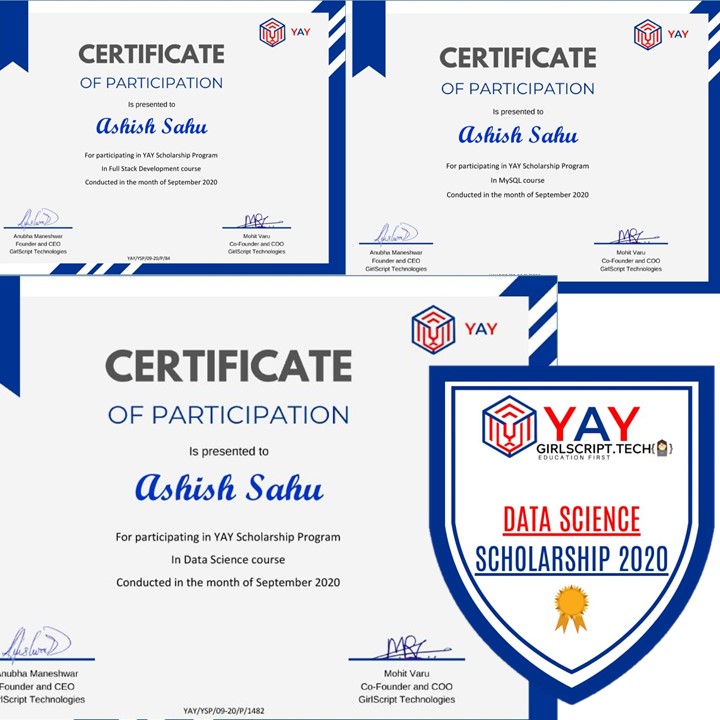 YAY
CERTIFICATE
OF PARTICIPATION
Is presented to
Ashish Sahu
For participating in YAY Scholarship Program
In Full Stack Development course
Conducted in the month of September 2020
Anubha Maneshwar
Founder and CEO
GirlScript Technologies
Mohit Varu
Co-Founder and COO
GirlScript Technologies
YAY/YSP/09-20/P/84
YAY
CERTIFICATE
OF PARTICIPATION
Is presented to
Ashish Sahu
For participating in YAY Scholarship Program
In MySQL course
Conducted in the month of September 2020
Anubha Maneshwar
Founder and CEO
GirlScript Technologies
Mohit Varu
Co-Founder and COO
GirlScript Technologies
YAY
CERTIFICATE
OF PARTICIPATION
Is presented to
Ashish Sahu
For participating in YAY Scholarship Program
In Data Science course
Conducted in the month of September 2020
nubha Maneshwar
Founder and CEO
lScript Technologies
Mohit Varu
Co-Founder and COO
GirlScript Technologies
YAY/YSP/09-20/P/1482
YAY
GIRLSCRIPT.TECH{}
EDUCATION FIRST
DATA SCIENCE
SCHOLARSHIP 2020